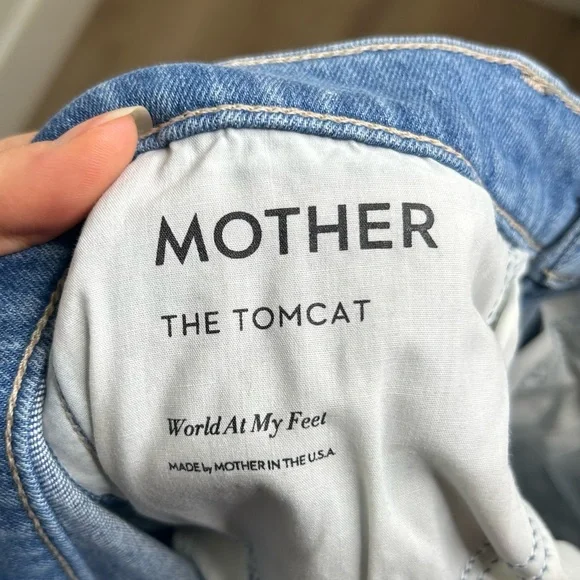 MOTHER
THE TOMCAT
World At My Feet
MADE by MOTHER IN THE U.S.A